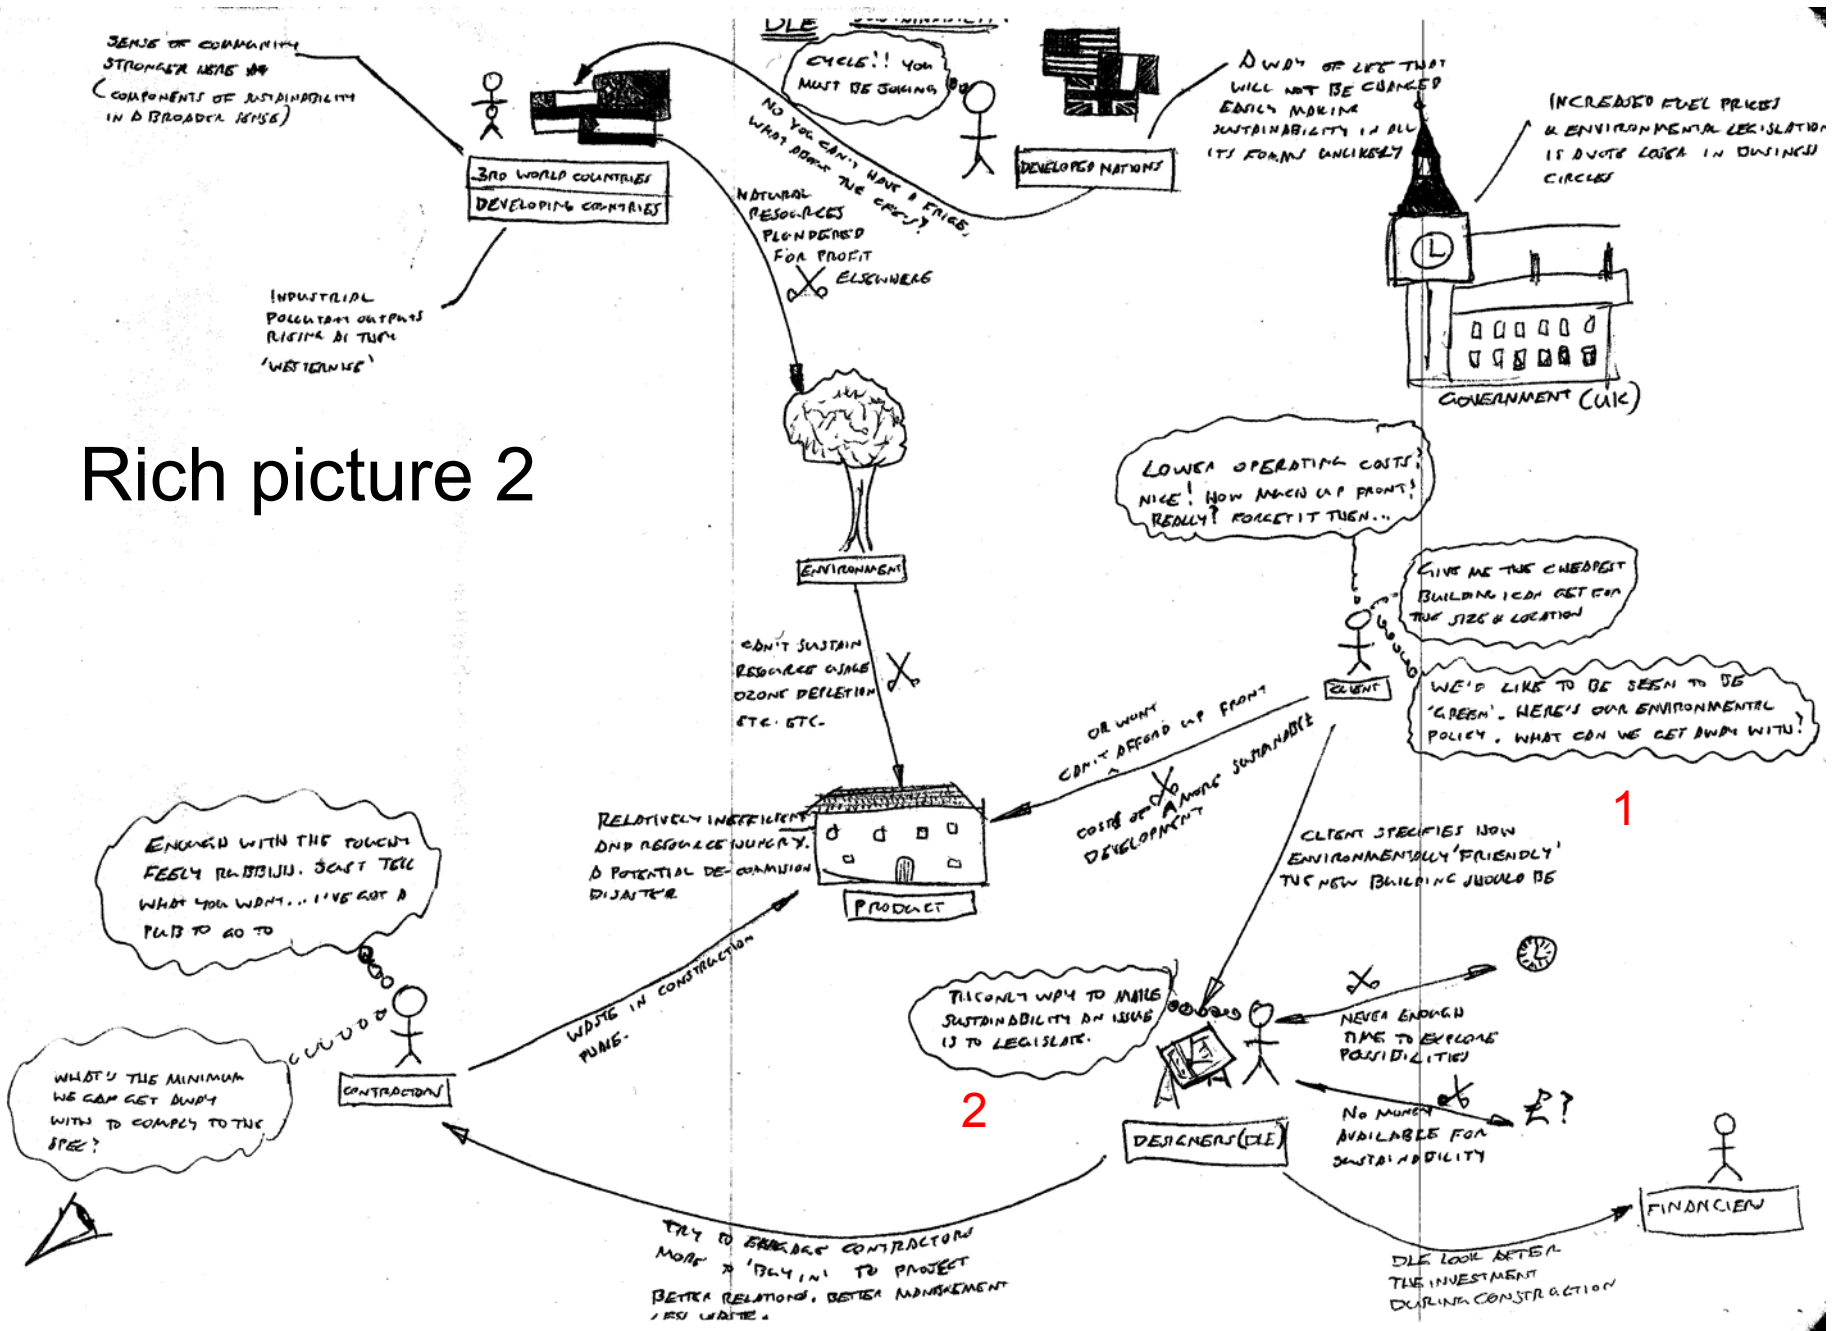 DLE SUSTAINABILITY
SENSE OF COMMUNITY
STRONGER HERE
(COMPONENTS OF SUSTAINABILITY
IN A BROADER SENSE)
3RD WORLD COUNTRIES
DEVELOPING COUNTRIES
INDUSTRIAL
POLLUTANT OUTPUTS
RISING AS THEY
'WESTERNISE'
CYCLE!! YOU
MUST BE JOKING
NO YOU CAN'T HAVE A FRIGE,
WHAT ABOUT THE CFC'S?
DEVELOPED NATIONS
A WAY OF LIFE THAT
WILL NOT BE CHANGED
EASILY MAKING
SUSTAINABILITY IN ALL
ITS FORMS UNLIKELY
INCREASED FUEL PRICES
& ENVIRONMENTAL LEGISLATION
IS A VOTE LOSER IN BUSINESS
CIRCLES
GOVERNMENT (UK)
NATURAL
RESOURCES
PLUNDERED
FOR PROFIT
ELSEWHERE
Rich picture 2
ENVIRONMENT
CAN'T SUSTAIN
RESOURCE USAGE
OZONE DEPLETION
ETC. ETC.
LOWER OPERATING COSTS?
NICE! HOW MUCH UP FRONT!
REALLY? FORGET IT THEN...
GIVE ME THE CHEAPEST
BUILDING I CAN GET FOR
THE SIZE & LOCATION
CLIENT
WE'D LIKE TO BE SEEN TO BE
'GREEN'. HERE'S OUR ENVIRONMENTAL
POLICY. WHAT CAN WE GET AWAY WITH?
1
OR WONT
CAN'T AFFORD UP FRONT
COSTS OF A MORE SUSTAINABLE
DEVELOPMENT
RELATIVELY INEFFICIENT
AND RESOURCE HUNGRY.
A POTENTIAL DE-COMMISION
DISASTER
PRODUCT
CLIENT SPECIFIES HOW
ENVIRONMENTALLY 'FRIENDLY'
THE NEW BUILDING SHOULD BE
ENOUGH WITH THE TOUCHY
FEELY RUBBISH. JUST TELL
WHAT YOU WANT... I'VE GOT A
PUB TO GO TO
WHAT'S THE MINIMUM
WE CAN GET AWAY
WITH TO COMPLY TO THE
SPEC?
CONTRACTORS
WASTE IN CONSTRUCTION
PHASE.
THE ONLY WAY TO MAKE
SUSTAINABILITY AN ISSUE
IS TO LEGISLATE.
2
DESIGNERS (DLE)
NEVER ENOUGH
TIME TO EXPLORE
POSSIBILITIES
£?
NO MONEY
AVAILABLE FOR
SUSTAINABILITY
FINANCIERS
TRY TO ENGAGE CONTRACTORS
MORE TO 'BUY IN' TO PROJECT
BETTER RELATIONS. BETTER MANAGEMENT
LESS WASTE.
DLE LOOK AFTER
THE INVESTMENT
DURING CONSTRUCTION